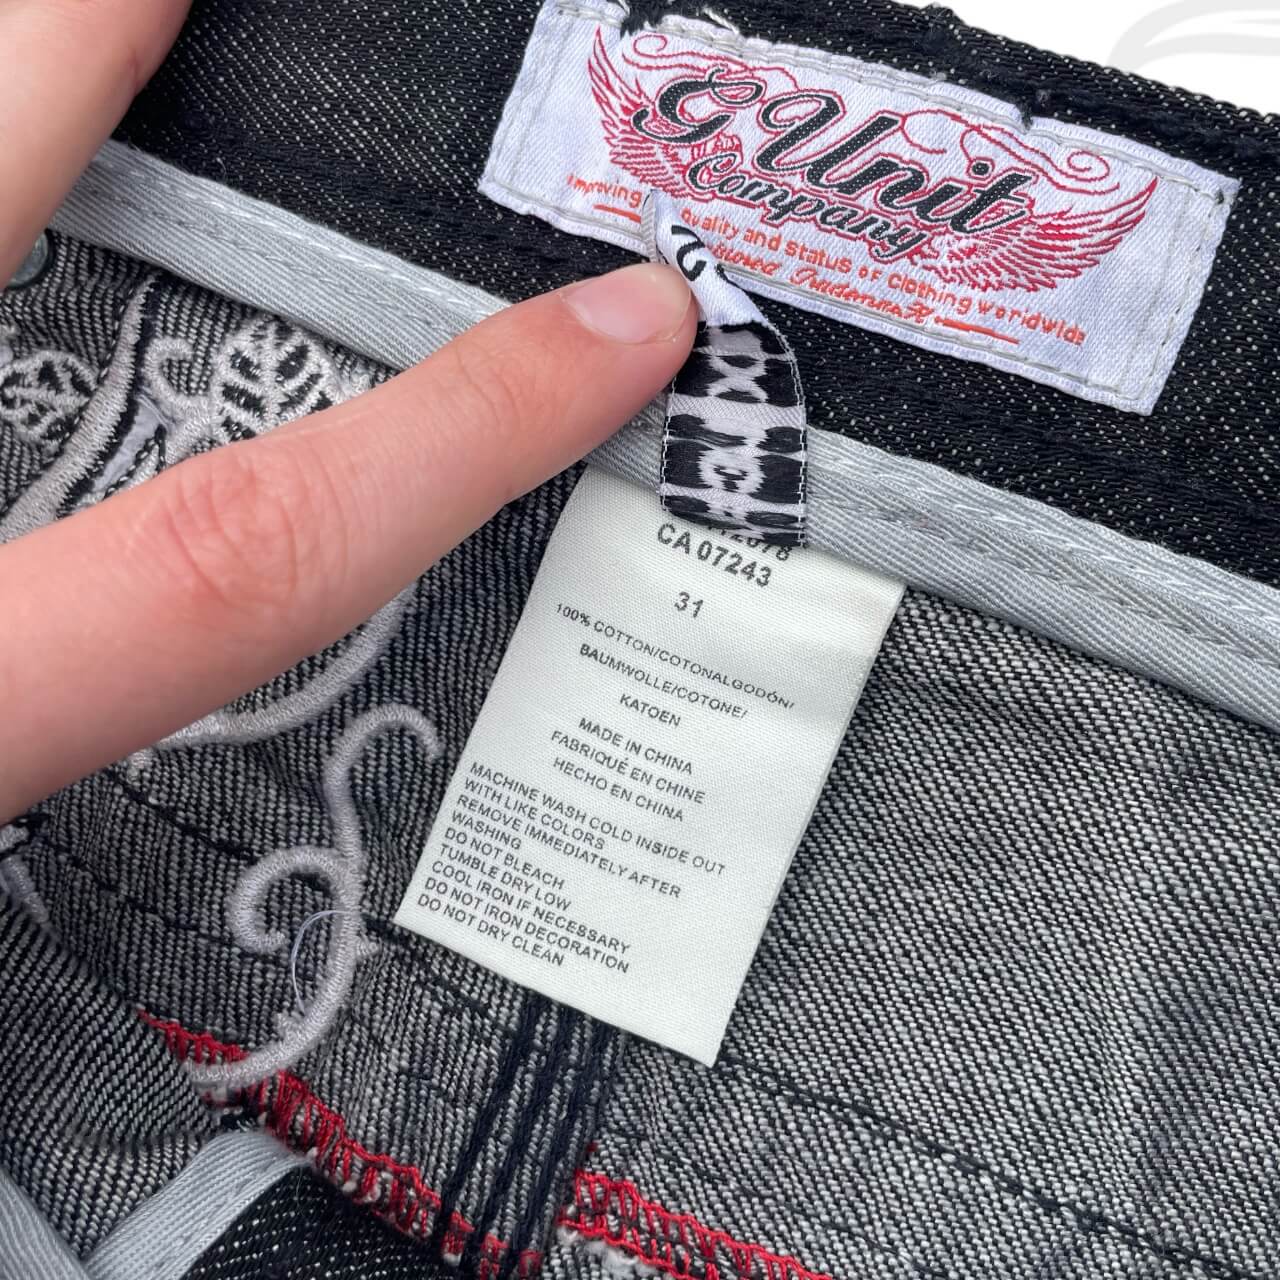 G Unit
Company
Improving quality and status of clothing worldwide
CA 07243
31
100% COTTON/COTONALGODÓN/
BAUMWOLLE/COTONE/
KATOEN
MADE IN CHINA
FABRIQUÉ EN CHINE
HECHO EN CHINA
MACHINE WASH COLD INSIDE OUT
WITH LIKE COLORS
REMOVE IMMEDIATELY AFTER
WASHING
DO NOT BLEACH
TUMBLE DRY LOW
COOL IRON IF NECESSARY
DO NOT IRON DECORATION
DO NOT DRY CLEAN